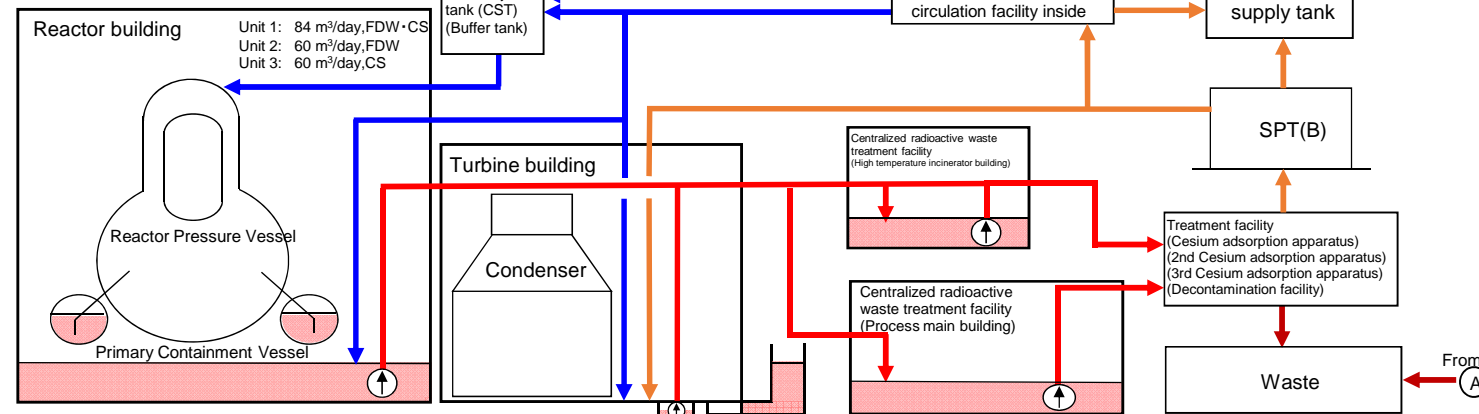 tank (CST)
(Buffer tank)
circulation facility inside
supply tank
Reactor building
Unit 1: 84 m³/day,FDW・CS
Unit 2: 60 m³/day,FDW
Unit 3: 60 m³/day,CS
SPT(B)
Centralized radioactive waste
treatment facility
(High temperature incinerator building)
Turbine building
Reactor Pressure Vessel
Condenser
Treatment facility
(Cesium adsorption apparatus)
(2nd Cesium adsorption apparatus)
(3rd Cesium adsorption apparatus)
(Decontamination facility)
Centralized radioactive
waste treatment facility
(Process main building)
Primary Containment Vessel
Waste
From
A